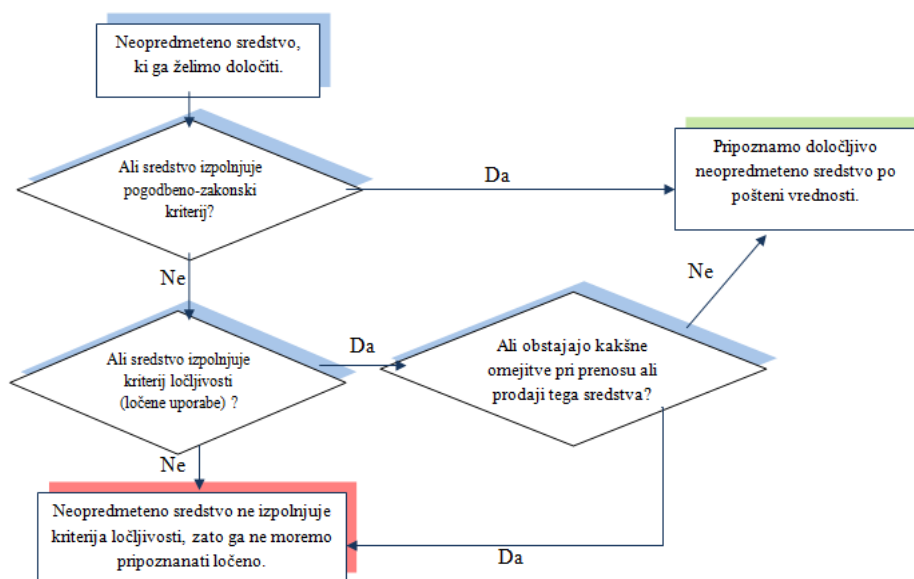 Neopredmeteno sredstvo,
ki ga želimo določiti.
Ali sredstvo izpolnjuje
pogodbeno-zakonski
kriterij?
Da
Pripoznamo določljivo
neopredmeteno sredstvo po
pošteni vrednosti.
Ne
Ne
Ali sredstvo izpolnjuje
kriterij ločljivosti
(ločene uporabe) ?
Da
Ali obstajajo kakšne
omejitve pri prenosu ali
prodaji tega sredstva?
Ne
Neopredmeteno sredstvo ne izpolnjuje
kriterija ločljivosti, zato ga ne moremo
pripoznanati ločeno.
Da